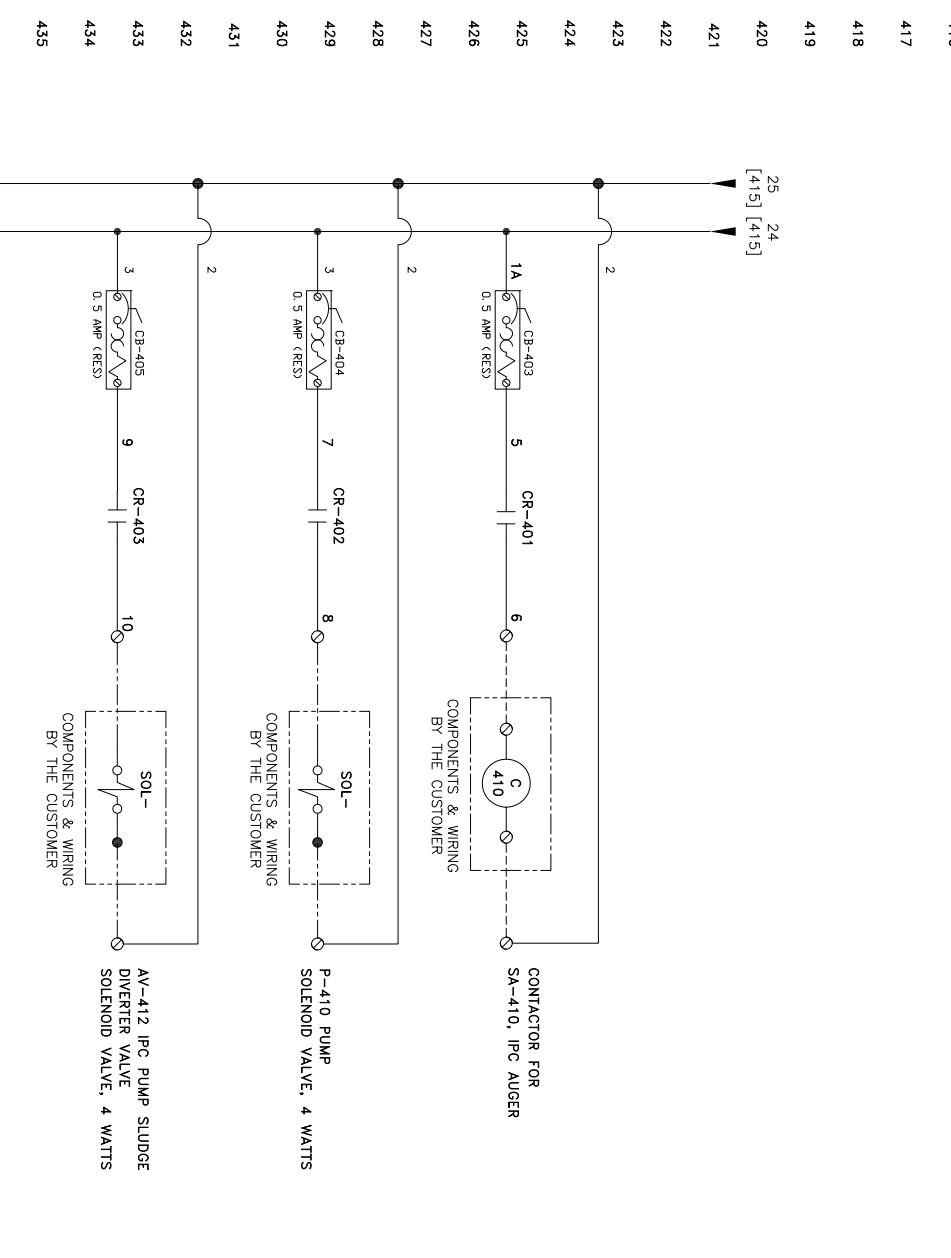 417
418
419
420
421
422
423
424
425
426
427
428
429
430
431
432
433
434
435
25
[415]
24
[415]
2
1A
CB-403
0.5 AMP (RES)
5
CR-401
6
C
410
COMPONENTS & WIRING
BY THE CUSTOMER
CONTACTOR FOR
SA-410, IPC AUGER
2
3
CB-404
0.5 AMP (RES)
7
CR-402
8
SOL-
COMPONENTS & WIRING
BY THE CUSTOMER
P-410 PUMP
SOLENOID VALVE, 4 WATTS
2
3
CB-405
0.5 AMP (RES)
9
CR-403
10
SOL-
COMPONENTS & WIRING
BY THE CUSTOMER
AV-412 IPC PUMP SLUDGE
DIVERTER VALVE
SOLENOID VALVE, 4 WATTS